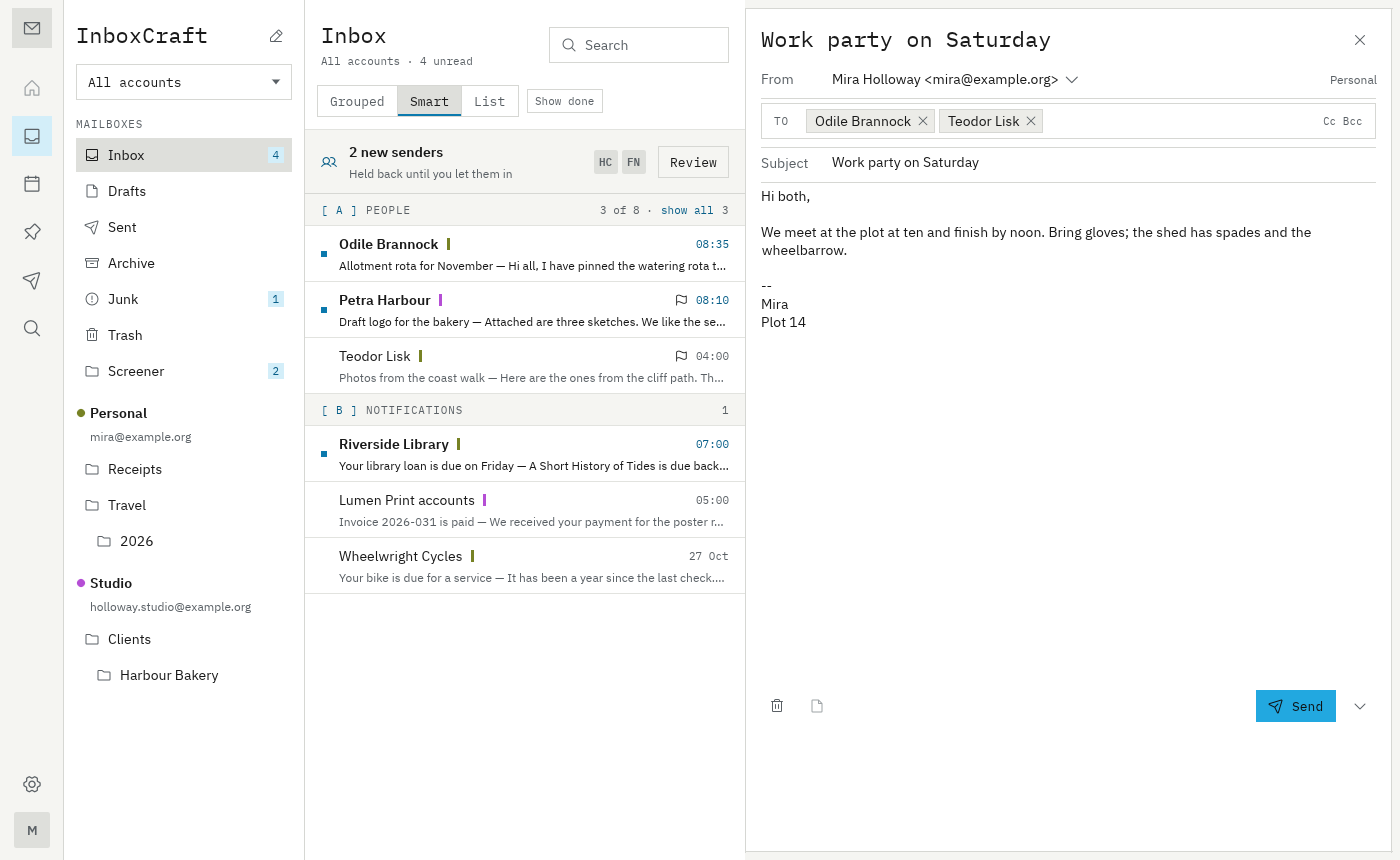 InboxCraft
All accounts
MAILBOXES
Inbox 4
Drafts
Sent
Archive
Junk 1
Trash
Screener 2
Personal
mira@example.org
Receipts
Travel
2026
Studio
holloway.studio@example.org
Clients
Harbour Bakery
M
Inbox
All accounts · 4 unread
Search
Grouped Smart List Show done
2 new senders
Held back until you let them in
HC FN Review
[ A ] PEOPLE 3 of 8 · show all 3
Odile Brannock 08:35
Allotment rota for November — Hi all, I have pinned the watering rota t...
Petra Harbour 08:10
Draft logo for the bakery — Attached are three sketches. We like the se...
Teodor Lisk 04:00
Photos from the coast walk — Here are the ones from the cliff path. Th...
[ B ] NOTIFICATIONS 1
Riverside Library 07:00
Your library loan is due on Friday — A Short History of Tides is due back...
Lumen Print accounts 05:00
Invoice 2026-031 is paid — We received your payment for the poster r...
Wheelwright Cycles 27 Oct
Your bike is due for a service — It has been a year since the last check....
Work party on Saturday
From Mira Holloway <mira@example.org> Personal
TO Odile Brannock Teodor Lisk Cc Bcc
Subject Work party on Saturday
Hi both,
We meet at the plot at ten and finish by noon. Bring gloves; the shed has spades and the
wheelbarrow.
--
Mira
Plot 14
Send